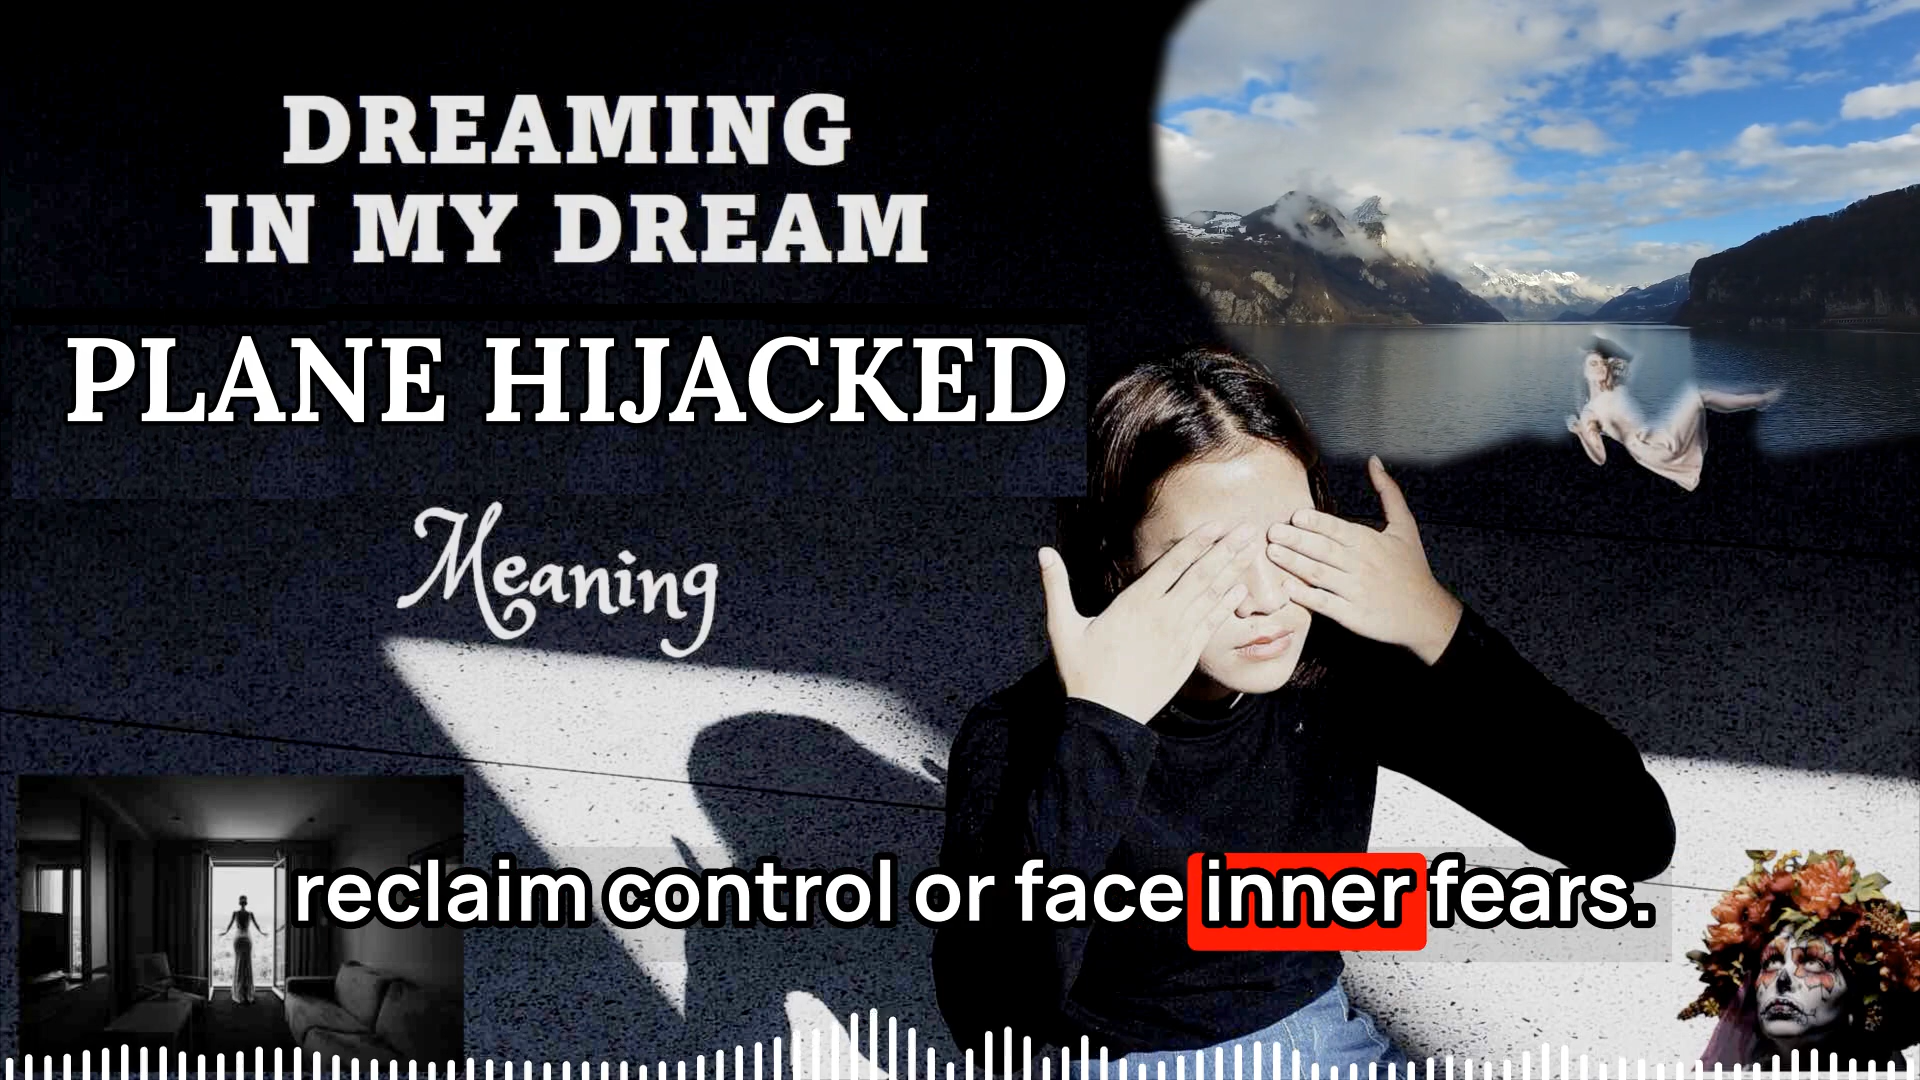 DREAMING
IN MY DREAM
PLANE HIJACKED
Meaning
reclaim control or face inner fears.